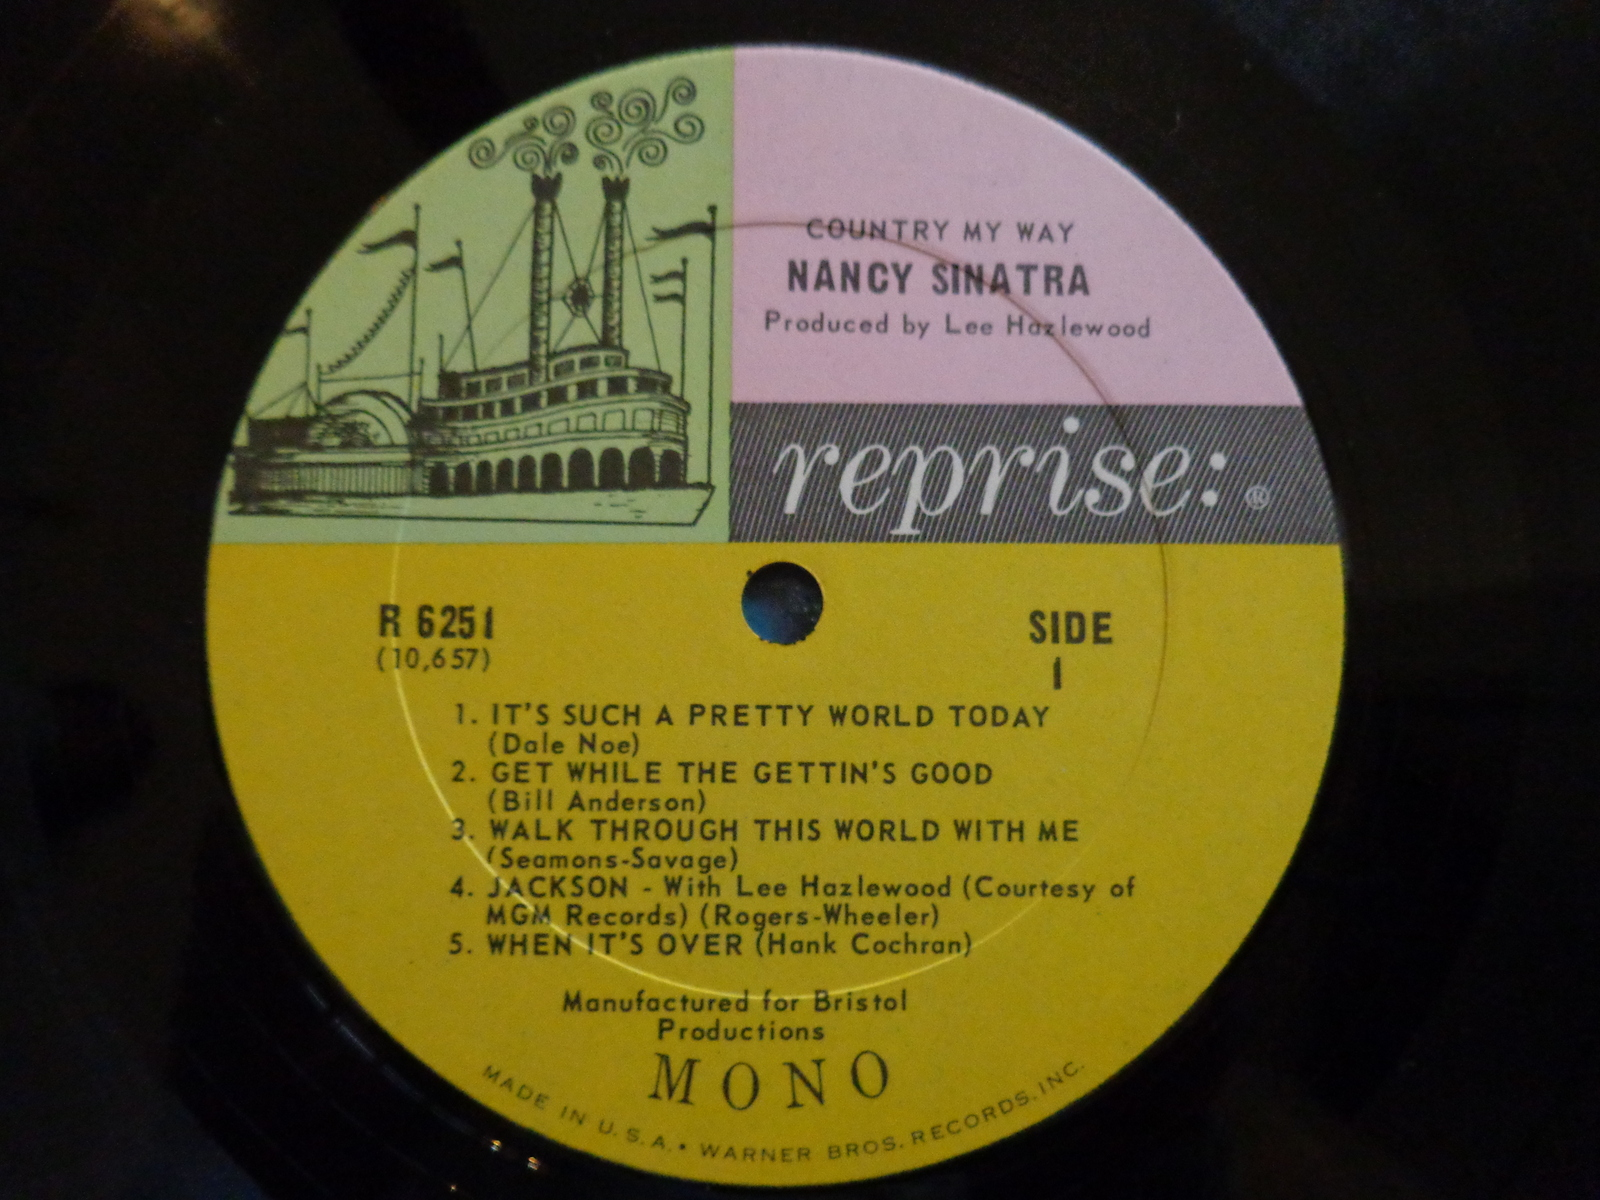 COUNTRY MY WAY
NANCY SINATRA
Produced by Lee Hazlewood
reprise: ®
R 6251
(10,657)
SIDE
1
1. IT'S SUCH A PRETTY WORLD TODAY
(Dale Noe)
2. GET WHILE THE GETTIN'S GOOD
(Bill Anderson)
3. WALK THROUGH THIS WORLD WITH ME
(Seamons-Savage)
4. JACKSON - With Lee Hazlewood (Courtesy of
MGM Records) (Rogers-Wheeler)
5. WHEN IT'S OVER (Hank Cochran)
Manufactured for Bristol
Productions
MONO
MADE IN U.S.A. • WARNER BROS. RECORDS, INC.